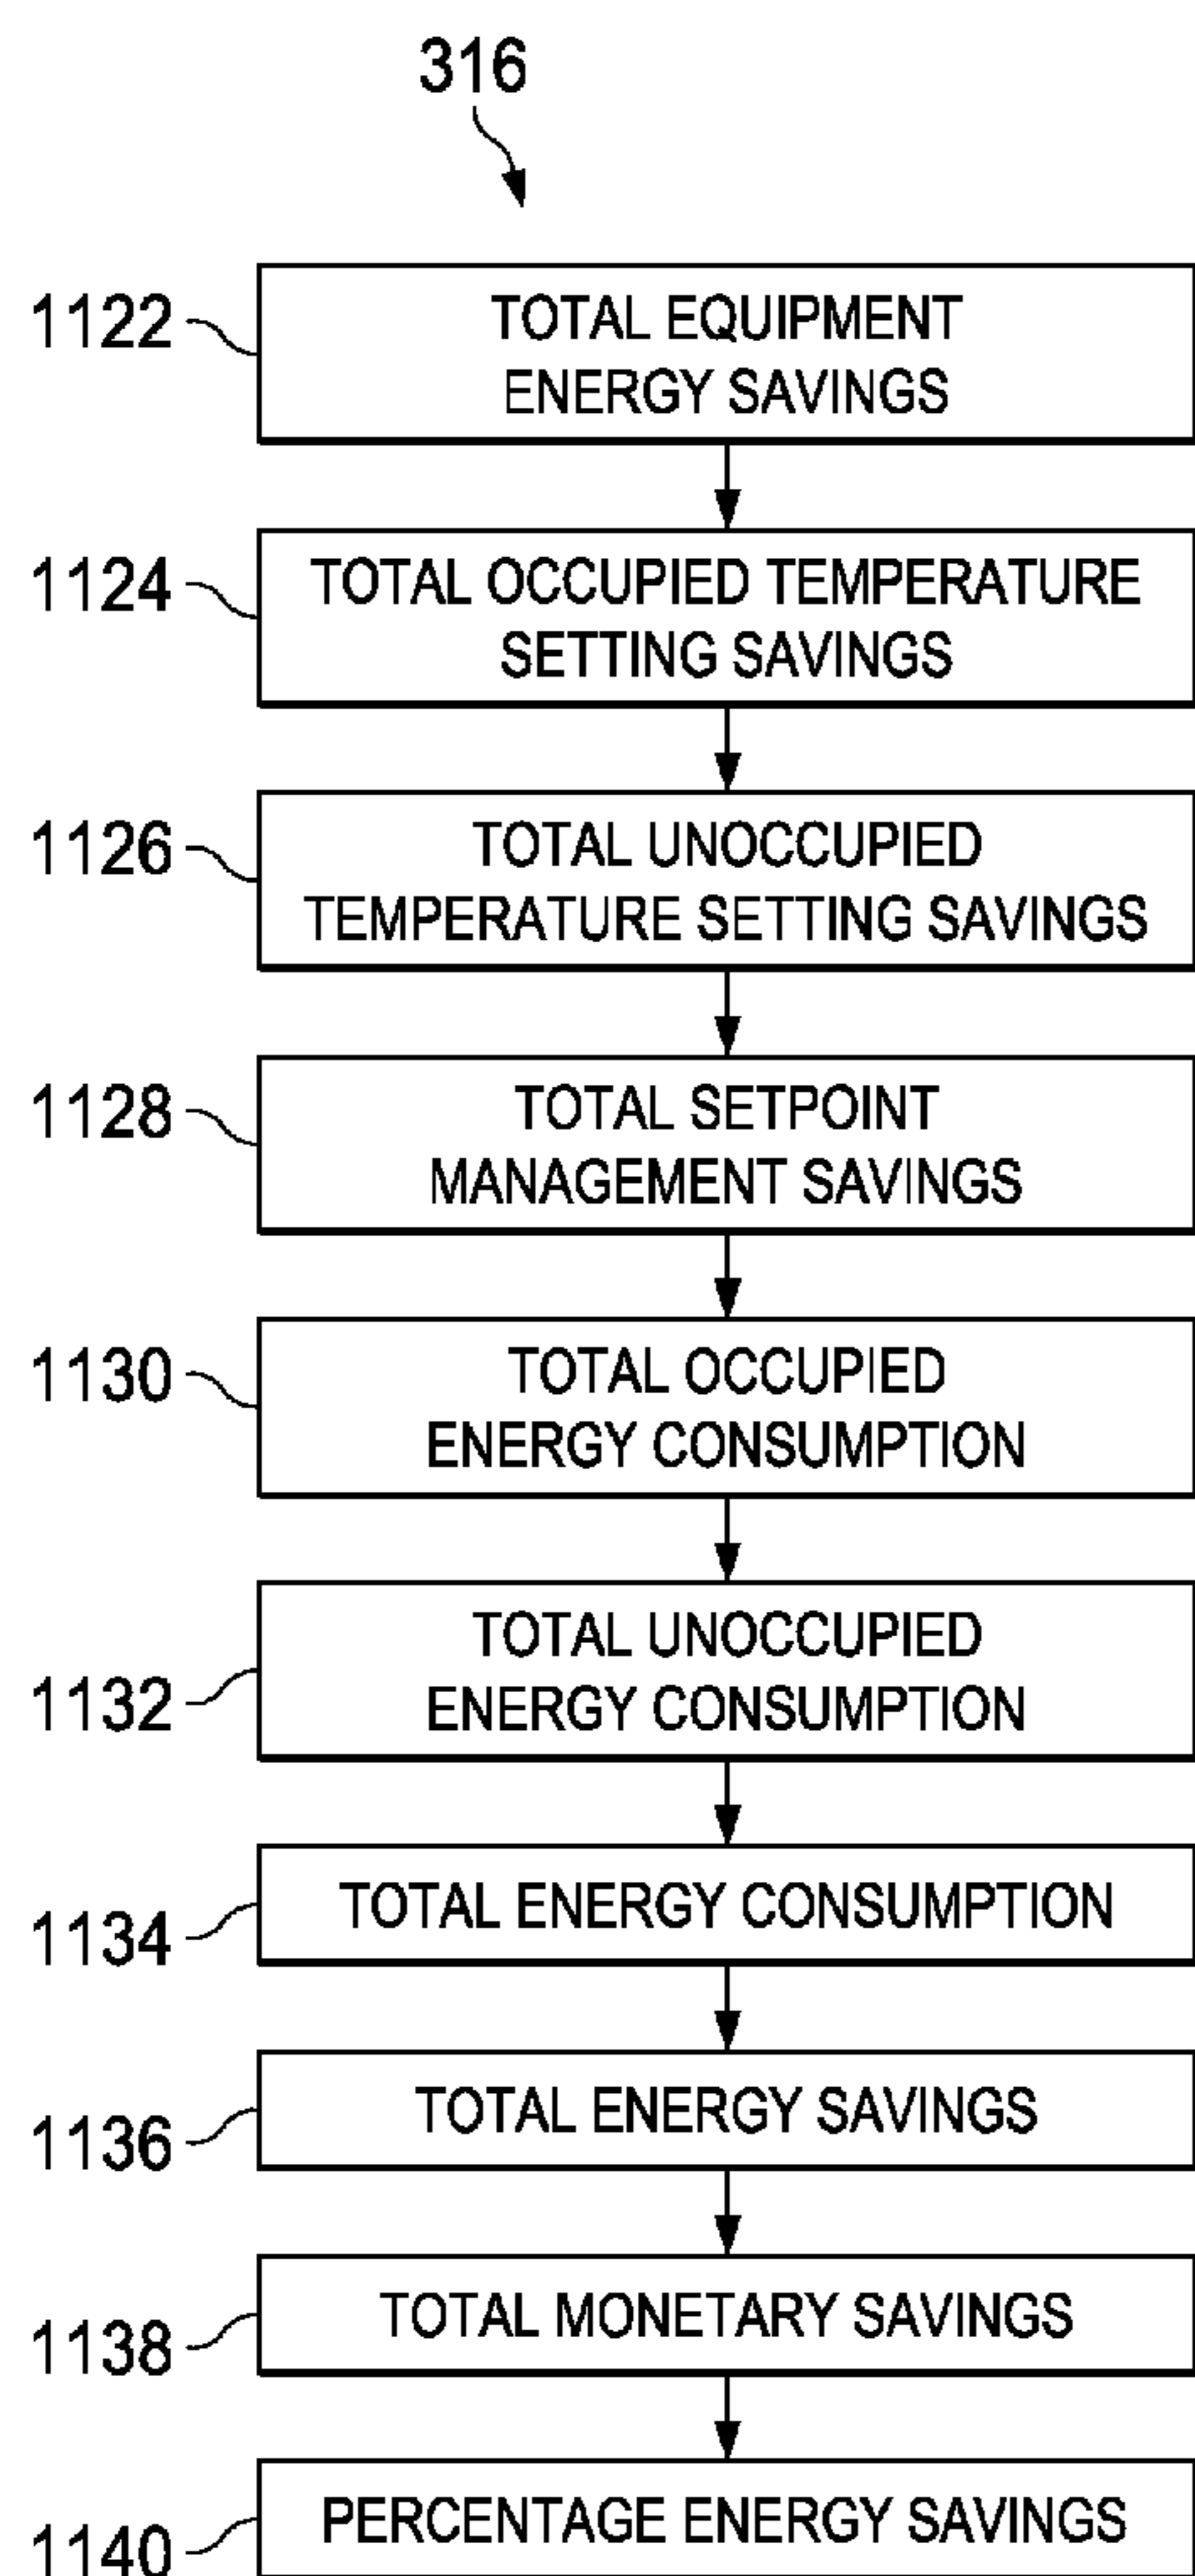 316
1122
TOTAL EQUIPMENT
ENERGY SAVINGS
1124
TOTAL OCCUPIED TEMPERATURE
SETTING SAVINGS
1126
TOTAL UNOCCUPIED
TEMPERATURE SETTING SAVINGS
1128
TOTAL SETPOINT
MANAGEMENT SAVINGS
1130
TOTAL OCCUPIED
ENERGY CONSUMPTION
1132
TOTAL UNOCCUPIED
ENERGY CONSUMPTION
1134
TOTAL ENERGY CONSUMPTION
1136
TOTAL ENERGY SAVINGS
1138
TOTAL MONETARY SAVINGS
1140
PERCENTAGE ENERGY SAVINGS